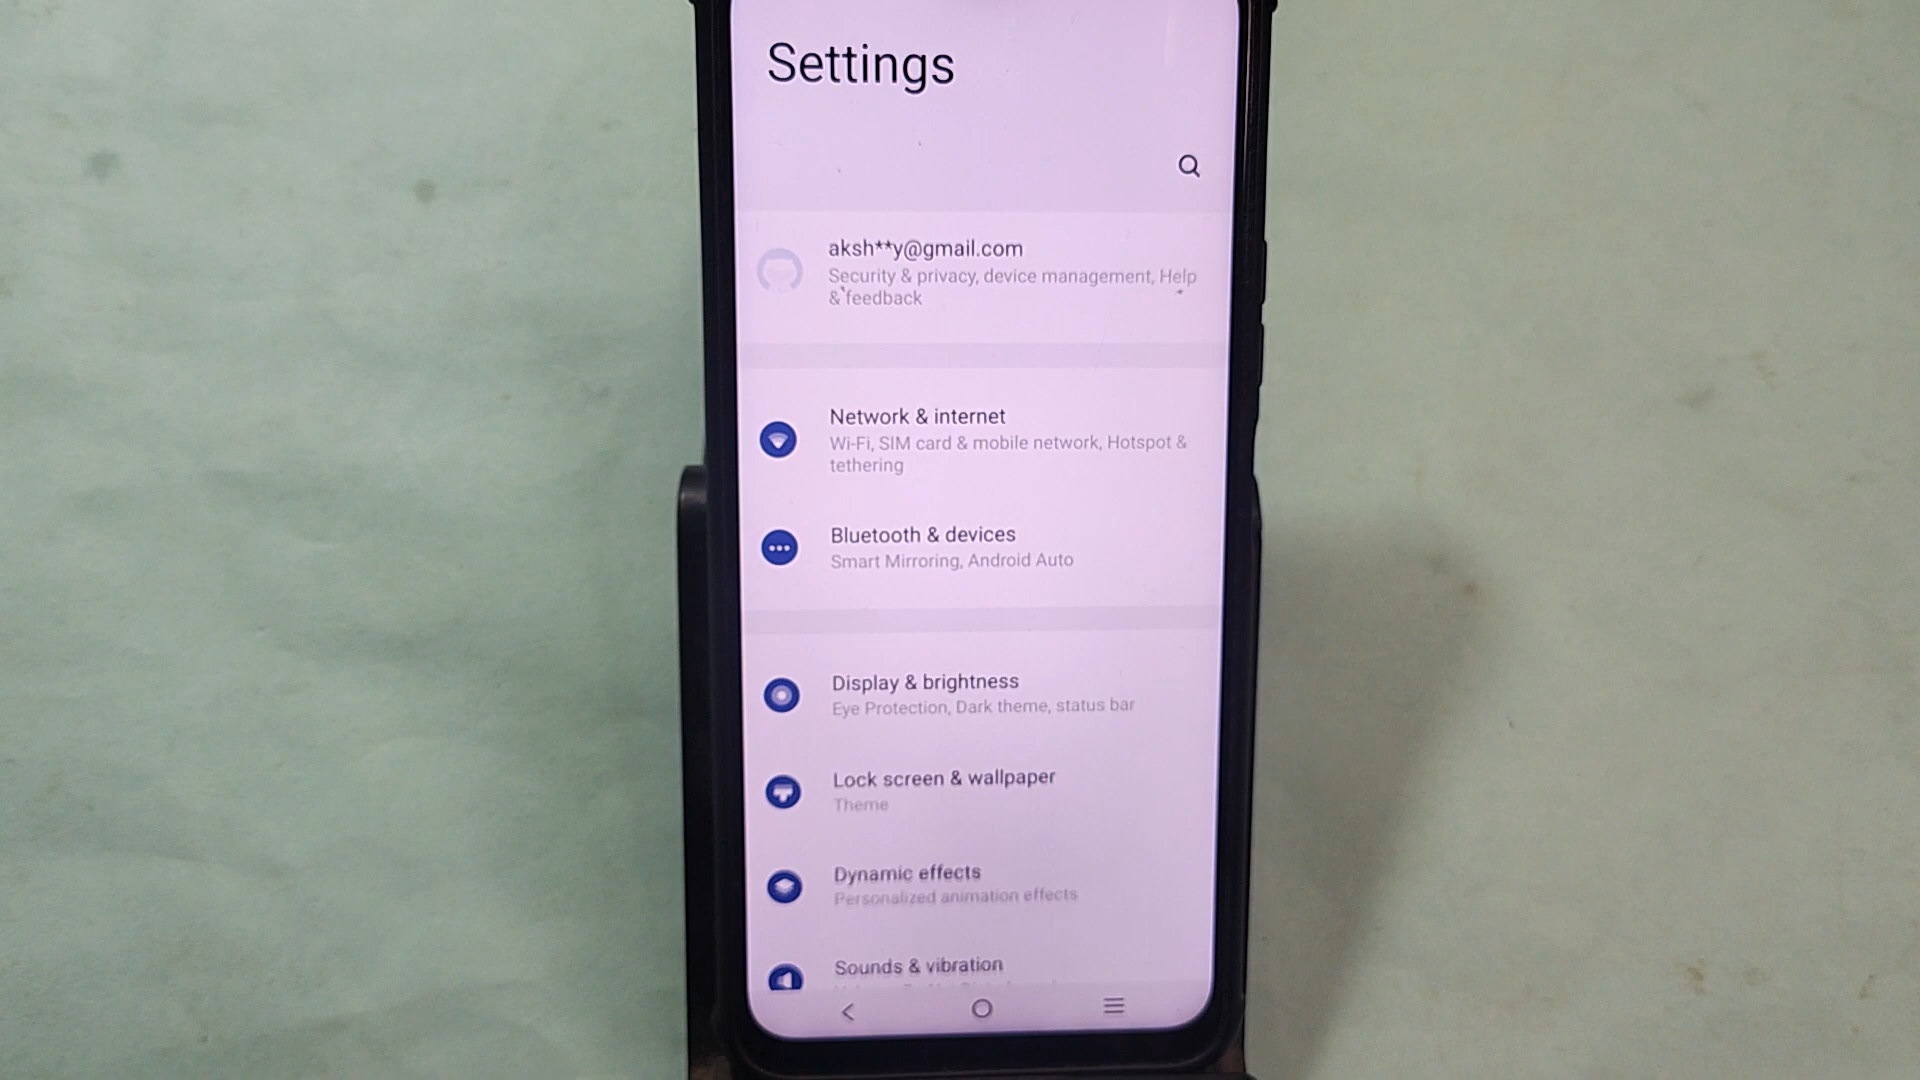 Settings
aksh**y@gmail.com
Security & privacy, device management, Help
& feedback
Network & internet
Wi-Fi, SIM card & mobile network, Hotspot &
tethering
Bluetooth & devices
Smart Mirroring, Android Auto
Display & brightness
Eye Protection, Dark theme, status bar
Lock screen & wallpaper
Theme
Dynamic effects
Personalized animation effects
Sounds & vibration